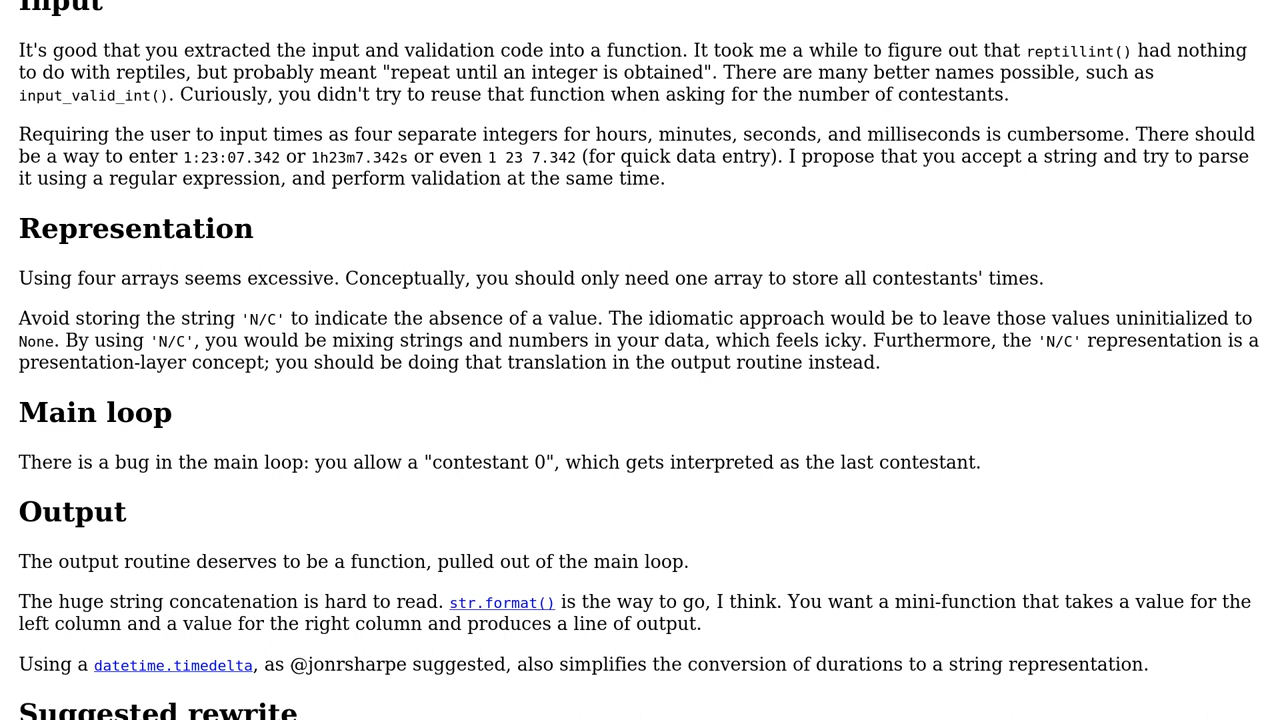 Input
It's good that you extracted the input and validation code into a function. It took me a while to figure out that reptillint() had nothing
to do with reptiles, but probably meant "repeat until an integer is obtained". There are many better names possible, such as
input_valid_int(). Curiously, you didn't try to reuse that function when asking for the number of contestants.
Requiring the user to input times as four separate integers for hours, minutes, seconds, and milliseconds is cumbersome. There should
be a way to enter 1:23:07.342 or 1h23m7.342s or even 1 23 7.342 (for quick data entry). I propose that you accept a string and try to parse
it using a regular expression, and perform validation at the same time.
Representation
Using four arrays seems excessive. Conceptually, you should only need one array to store all contestants' times.
Avoid storing the string 'N/C' to indicate the absence of a value. The idiomatic approach would be to leave those values uninitialized to
None. By using 'N/C', you would be mixing strings and numbers in your data, which feels icky. Furthermore, the 'N/C' representation is a
presentation-layer concept; you should be doing that translation in the output routine instead.
Main loop
There is a bug in the main loop: you allow a "contestant 0", which gets interpreted as the last contestant.
Output
The output routine deserves to be a function, pulled out of the main loop.
The huge string concatenation is hard to read. str.format() is the way to go, I think. You want a mini-function that takes a value for the
left column and a value for the right column and produces a line of output.
Using a datetime.timedelta, as @jonrsharpe suggested, also simplifies the conversion of durations to a string representation.
Suggested rewrite